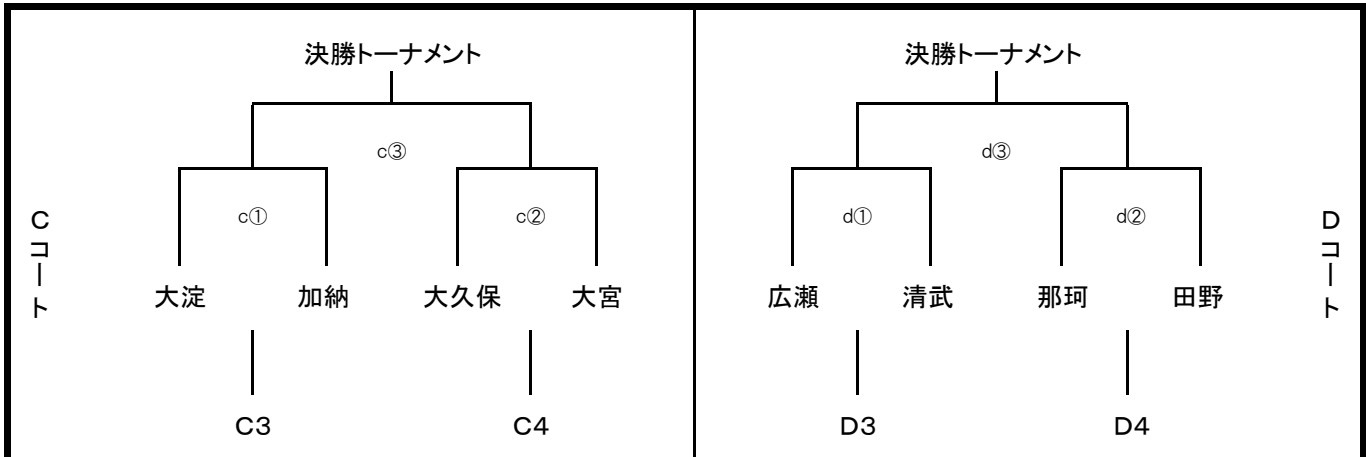 決勝トーナメント
決勝トーナメント
c③
d③
Cコート
c①
c②
d①
d②
Dコート
大淀
加納
大久保
大宮
広瀬
清武
那珂
田野
C3
C4
D3
D4